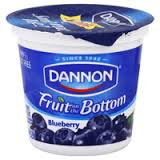 SINCE 1942
DANNON
Fruit on the
Bottom
Blueberry